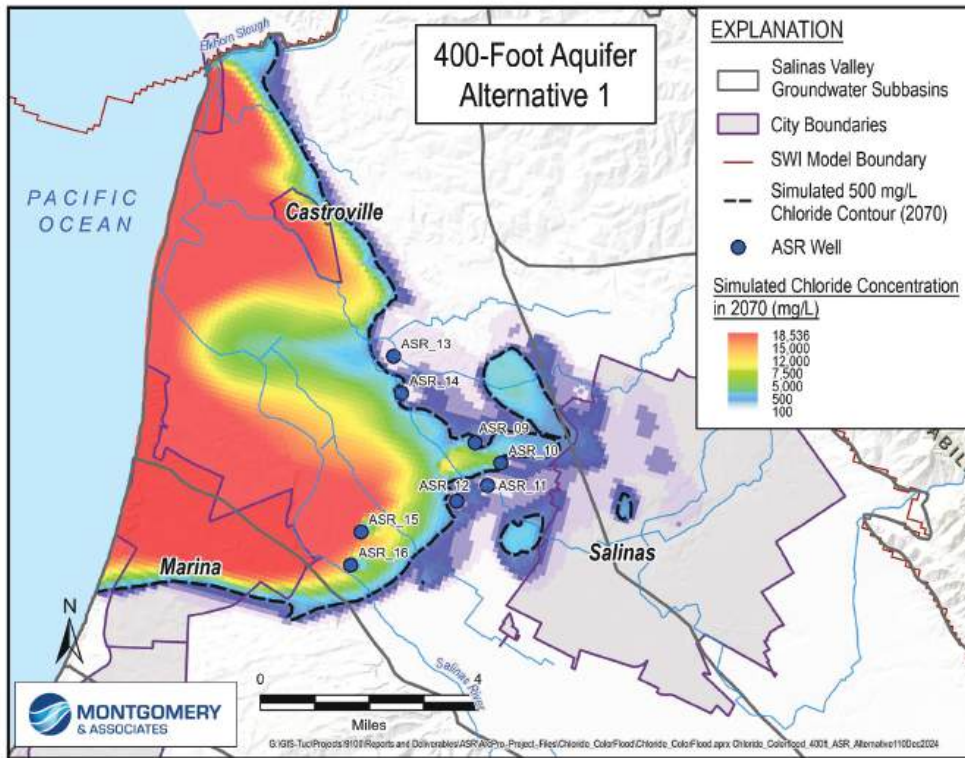 400-Foot Aquifer
Alternative 1
EXPLANATION
Salinas Valley
Groundwater Subbasins
City Boundaries
SWI Model Boundary
Simulated 500 mg/L
Chloride Contour (2070)
ASR Well
Simulated Chloride Concentration
in 2070 (mg/L)
18,536
15,000
12,000
7,500
5,000
500
100
Elkhorn Slough
PACIFIC
OCEAN
Castroville
ASR_13
ASR_14
ASR_09
ASR_10
ASR_12
ASR_11
ASR_15
ASR_16
Marina
Salinas
ABIL
Salinas
River
N
0 4
Miles
MONTGOMERY
& ASSOCIATES